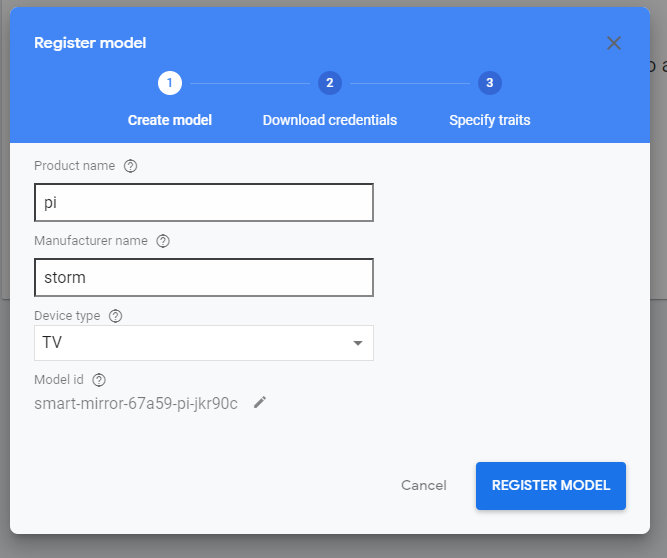 Register model
1 2 3
Create model Download credentials Specify traits
Product name ?
pi
Manufacturer name ?
storm
Device type ?
TV
Model id ?
smart-mirror-67a59-pi-jkr90c
Cancel REGISTER MODEL